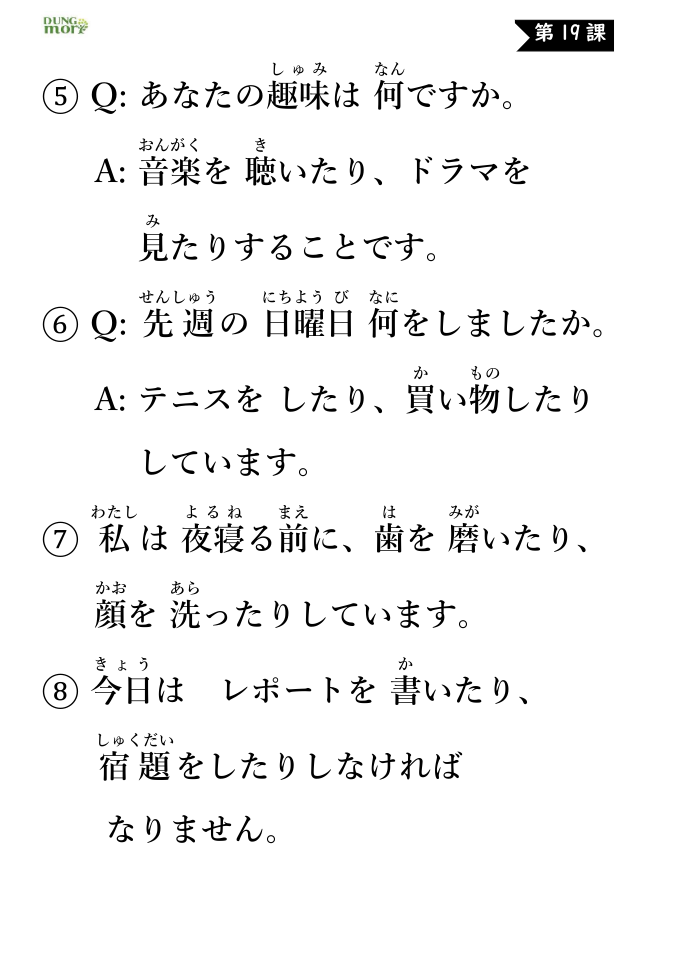 DUNG
mori
第19課
しゅみ なん
⑤ Q: あなたの趣味は 何ですか。
おんがく き
A: 音楽を 聴いたり、ドラマを
み
見たりすることです。
せんしゅう にちようび なに
⑥ Q: 先週の 日曜日 何をしましたか。
か もの
A: テニスを したり、買い物したり
しています。
わたし よるね まえ は みが
⑦ 私は 夜寝る前に、歯を 磨いたり、
かお あら
顔を 洗ったりしています。
きょう か
⑧ 今日は レポートを 書いたり、
しゅくだい
宿題をしたりしなければ
なりません。